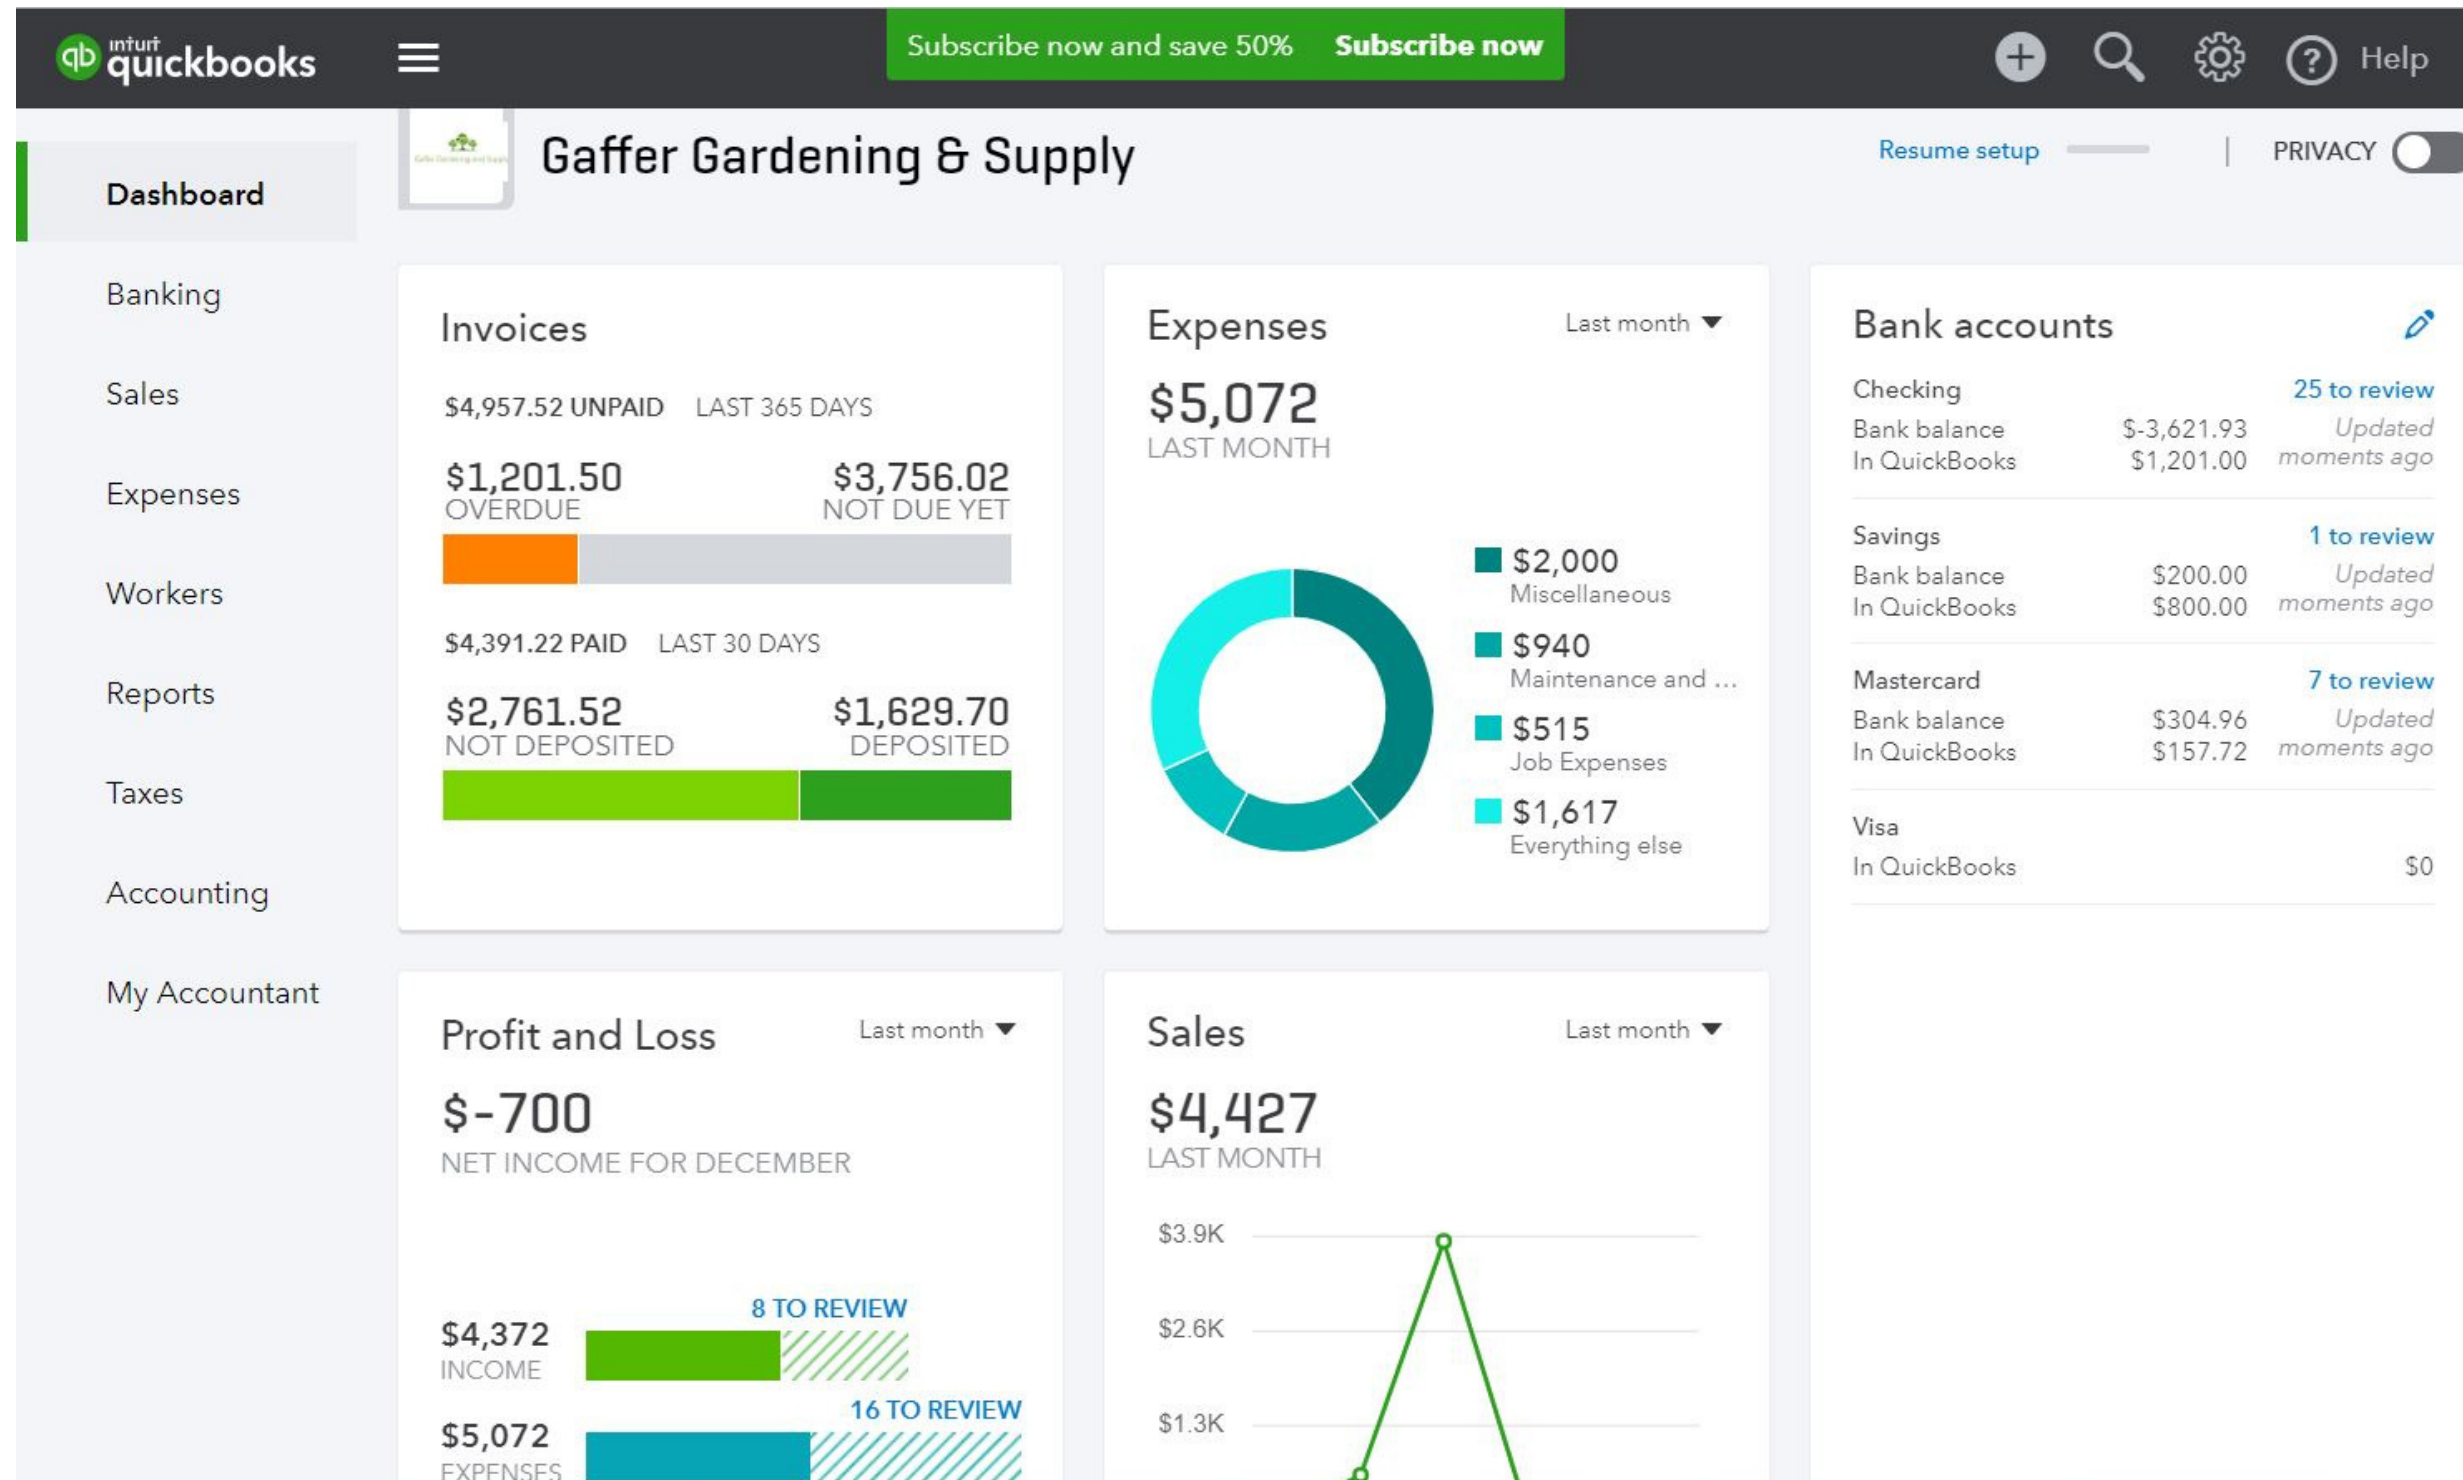 intuit
quickbooks
Subscribe now and save 50% Subscribe now
Help
Gaffer Gardening & Supply
Resume setup
PRIVACY
Dashboard
Banking
Sales
Expenses
Workers
Reports
Taxes
Accounting
My Accountant
Invoices
$4,957.52 UNPAID LAST 365 DAYS
$1,201.50 $3,756.02
OVERDUE NOT DUE YET
$4,391.22 PAID LAST 30 DAYS
$2,761.52 $1,629.70
NOT DEPOSITED DEPOSITED
Expenses Last month
$5,072
LAST MONTH
$2,000
Miscellaneous
$940
Maintenance and ...
$515
Job Expenses
$1,617
Everything else
Bank accounts
Checking 25 to review
Bank balance $-3,621.93 Updated
In QuickBooks $1,201.00 moments ago
Savings 1 to review
Bank balance $200.00 Updated
In QuickBooks $800.00 moments ago
Mastercard 7 to review
Bank balance $304.96 Updated
In QuickBooks $157.72 moments ago
Visa
In QuickBooks $0
Profit and Loss Last month
$-700
NET INCOME FOR DECEMBER
8 TO REVIEW
$4,372
INCOME
16 TO REVIEW
$5,072
EXPENSES
Sales Last month
$4,427
LAST MONTH
$3.9K
$2.6K
$1.3K